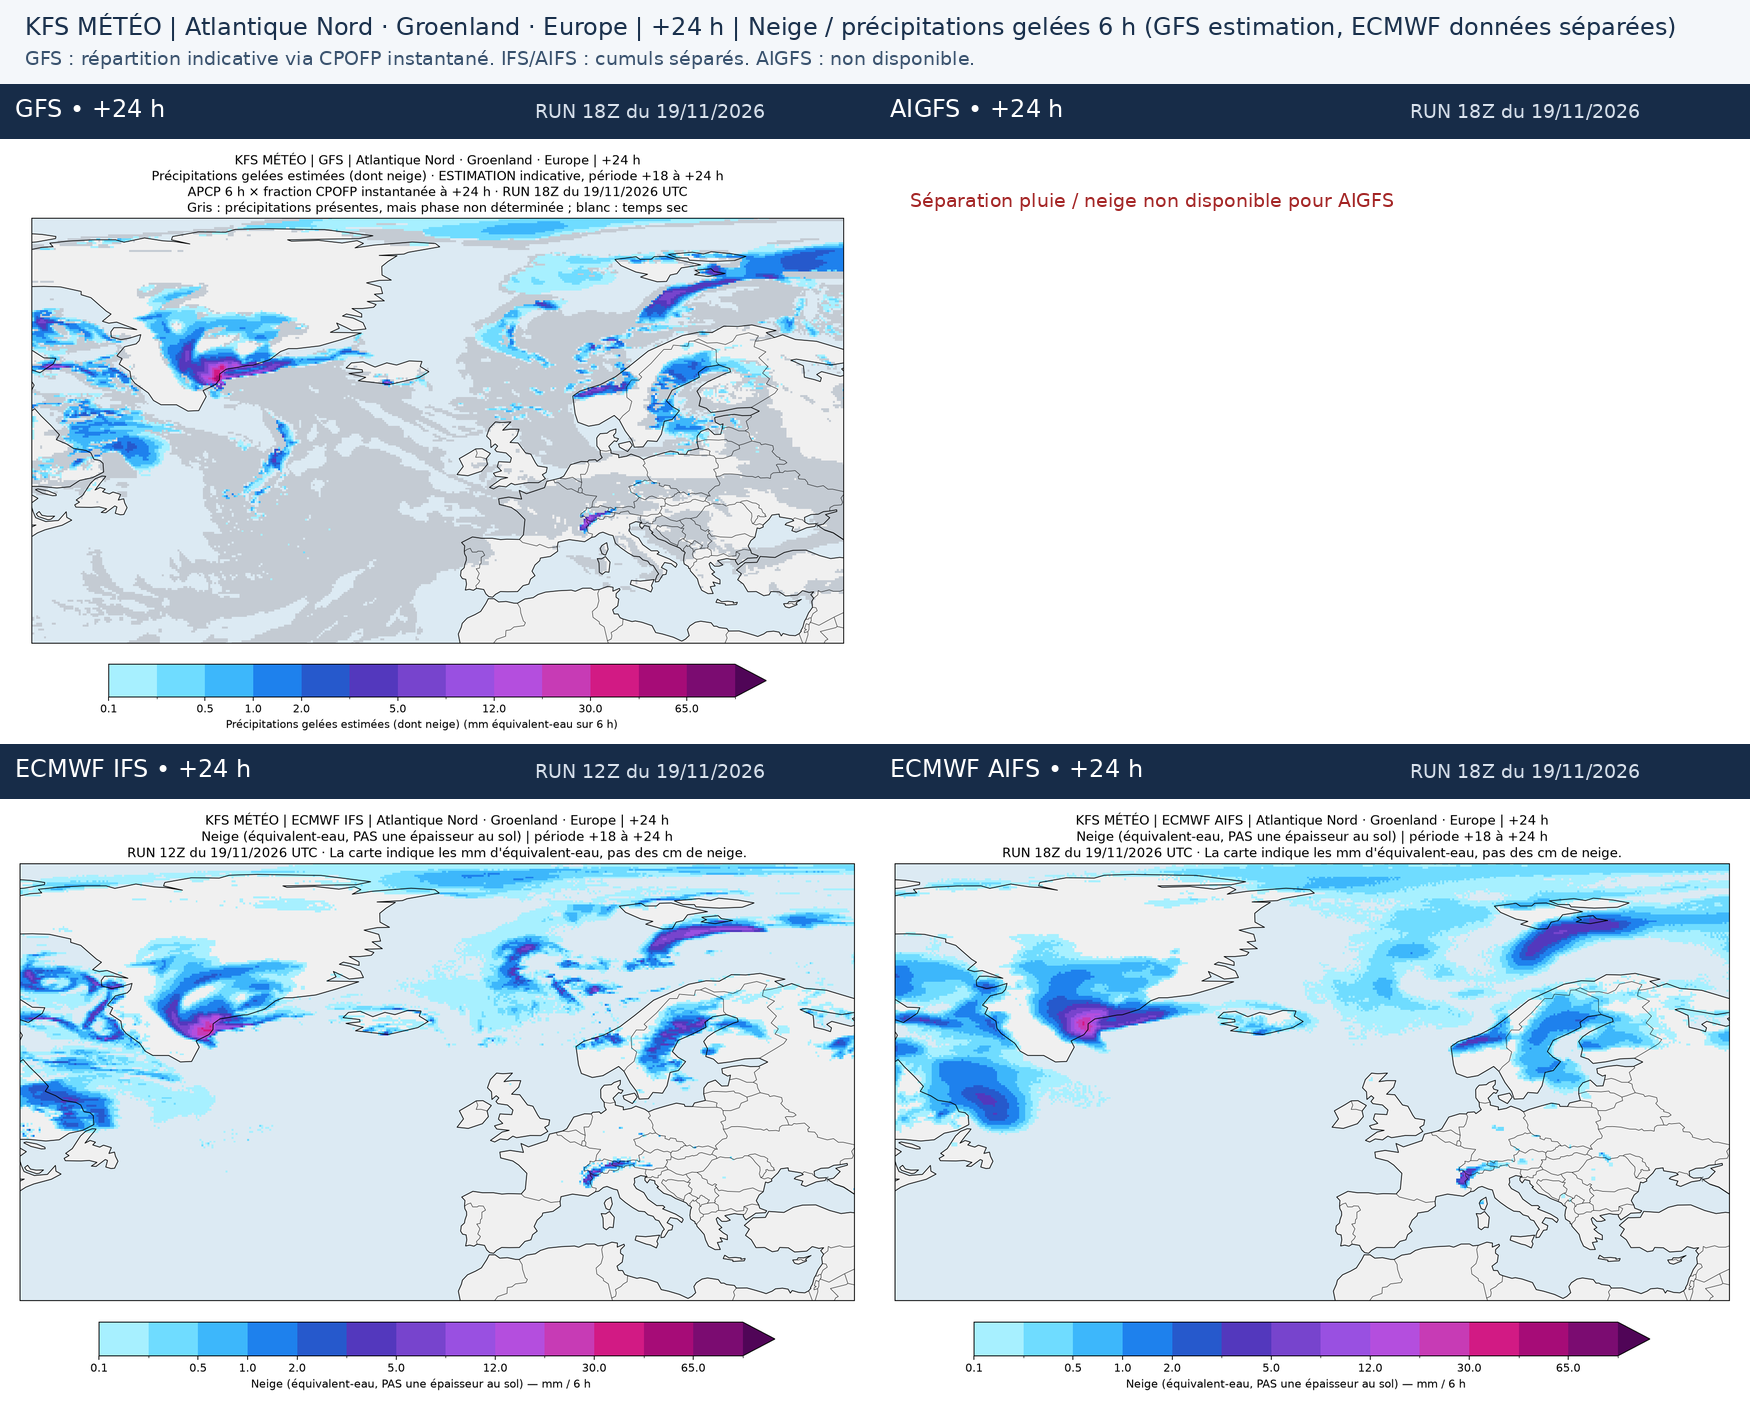 KFS MÉTÉO | Atlantique Nord · Groenland · Europe | +24 h | Neige / précipitations gelées 6 h (GFS estimation, ECMWF données séparées)
GFS : répartition indicative via CPOFP instantané. IFS/AIFS : cumuls séparés. AIGFS : non disponible.
GFS • +24 h RUN 18Z du 19/11/2026
KFS MÉTÉO | GFS | Atlantique Nord · Groenland · Europe | +24 h
Précipitations gelées estimées (dont neige) · ESTIMATION indicative, période +18 à +24 h
APCP 6 h × fraction CPOFP instantanée à +24 h · RUN 18Z du 19/11/2026 UTC
Gris : précipitations présentes, mais phase non déterminée ; blanc : temps sec
0.1 0.5 1.0 2.0 5.0 12.0 30.0 65.0
Précipitations gelées estimées (dont neige) (mm équivalent-eau sur 6 h)
AIGFS • +24 h RUN 18Z du 19/11/2026
Séparation pluie / neige non disponible pour AIGFS
ECMWF IFS • +24 h RUN 12Z du 19/11/2026
KFS MÉTÉO | ECMWF IFS | Atlantique Nord · Groenland · Europe | +24 h
Neige (équivalent-eau, PAS une épaisseur au sol) | période +18 à +24 h
RUN 12Z du 19/11/2026 UTC · La carte indique les mm d'équivalent-eau, pas des cm de neige.
0.1 0.5 1.0 2.0 5.0 12.0 30.0 65.0
Neige (équivalent-eau, PAS une épaisseur au sol) — mm / 6 h
ECMWF AIFS • +24 h RUN 18Z du 19/11/2026
KFS MÉTÉO | ECMWF AIFS | Atlantique Nord · Groenland · Europe | +24 h
Neige (équivalent-eau, PAS une épaisseur au sol) | période +18 à +24 h
RUN 18Z du 19/11/2026 UTC · La carte indique les mm d'équivalent-eau, pas des cm de neige.
0.1 0.5 1.0 2.0 5.0 12.0 30.0 65.0
Neige (équivalent-eau, PAS une épaisseur au sol) — mm / 6 h